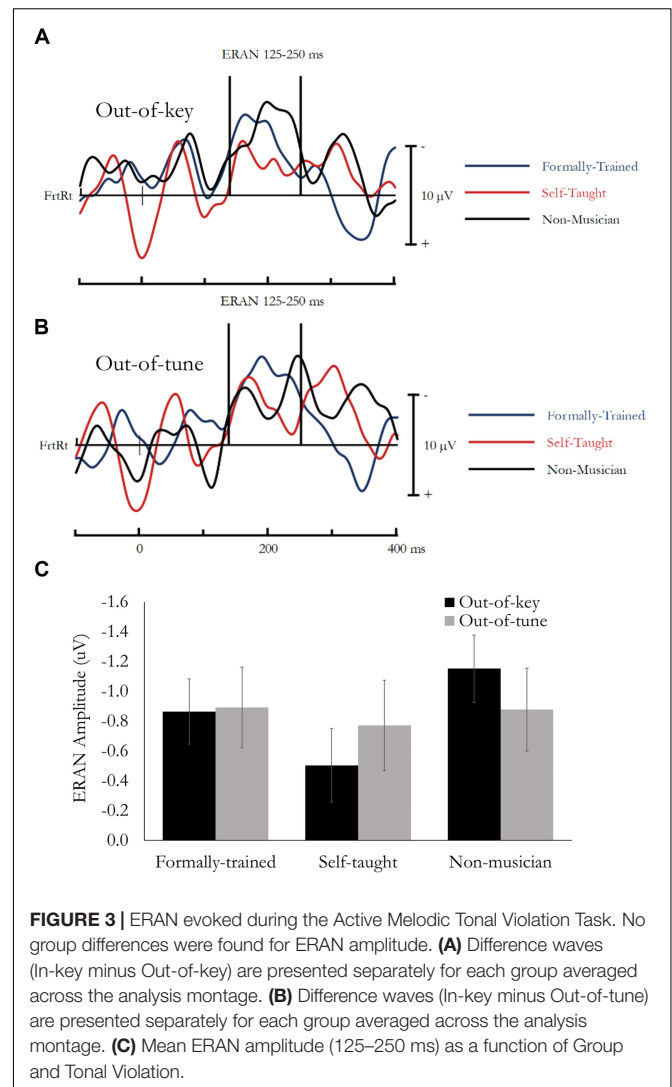 A
ERAN 125-250 ms
Out-of-key
-
Formally-Trained
FrtRt
10 µV
Self-Taught
Non-Musician
+
ERAN 125-250 ms
B
Out-of-tune
-
Formally-Trained
FrtRt
10 µV
Self-Taught
Non-Musician
+
0
200
400 ms
C
-1.6
Out-of-key
-1.4
Out-of-tune
-1.2
-1.0
-0.8
-0.6
-0.4
-0.2
0.0
ERAN Amplitude (uV)
Formally-trained
Self-taught
Non-musician
FIGURE 3 | ERAN evoked during the Active Melodic Tonal Violation Task. No
group differences were found for ERAN amplitude. (A) Difference waves
(In-key minus Out-of-key) are presented separately for each group averaged
across the analysis montage. (B) Difference waves (In-key minus Out-of-tune)
are presented separately for each group averaged across the analysis
montage. (C) Mean ERAN amplitude (125–250 ms) as a function of Group
and Tonal Violation.